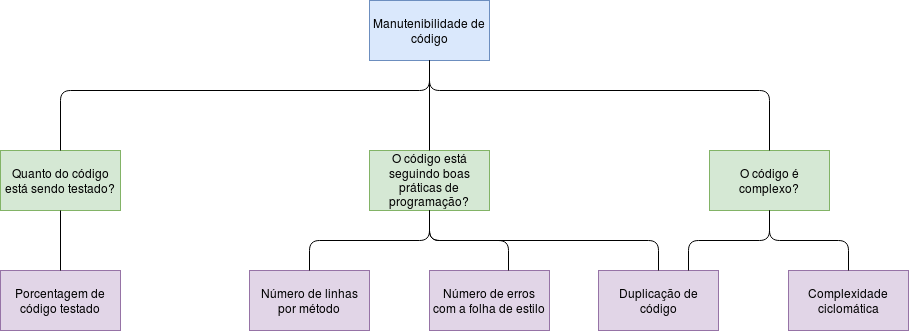 Manutenibilidade de
código
Quanto do código
está sendo testado?
O código está
seguindo boas
práticas de
programação?
O código é
complexo?
Porcentagem de
código testado
Número de linhas
por método
Número de erros
com a folha de estilo
Duplicação de
código
Complexidade
ciclomática